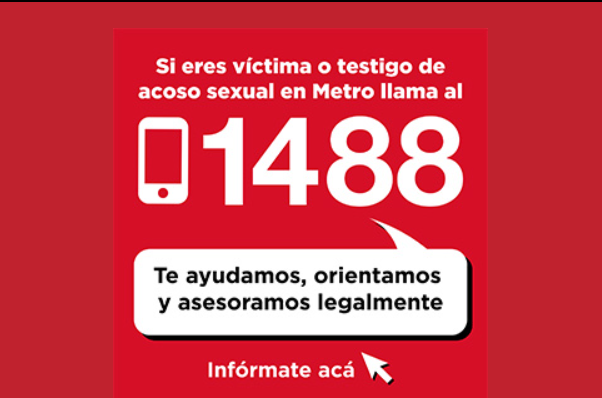 Si eres víctima o testigo de
acoso sexual en Metro llama al
1488
Te ayudamos, orientamos
y asesoramos legalmente
Infórmate acá